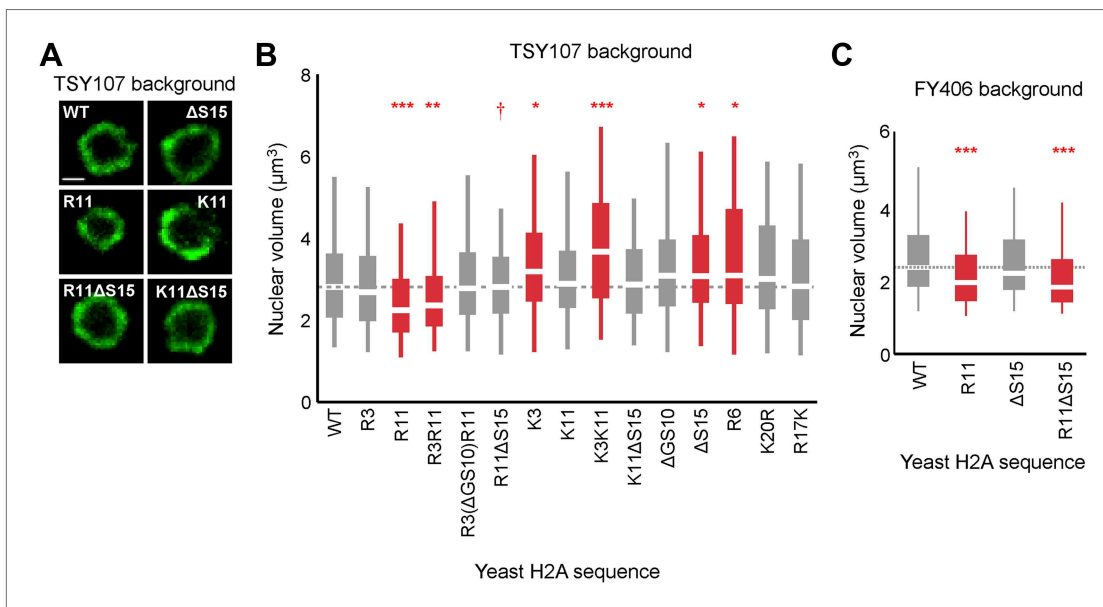 A
TSY107 background
WT
ΔS15
R11
K11
R11ΔS15
K11ΔS15
B
TSY107 background
Nuclear volume (µm³)
8
6
4
2
0
*** ** † * *** * *
WT
R3
R11
R3R11
R3(ΔGS10)R11
R11ΔS15
K3
K11
K3K11
K11ΔS15
ΔGS10
ΔS15
R6
K20R
R17K
Yeast H2A sequence
C
FY406 background
Nuclear volume (µm³)
6
4
2
0
*** ***
WT
R11
ΔS15
R11ΔS15
Yeast H2A sequence